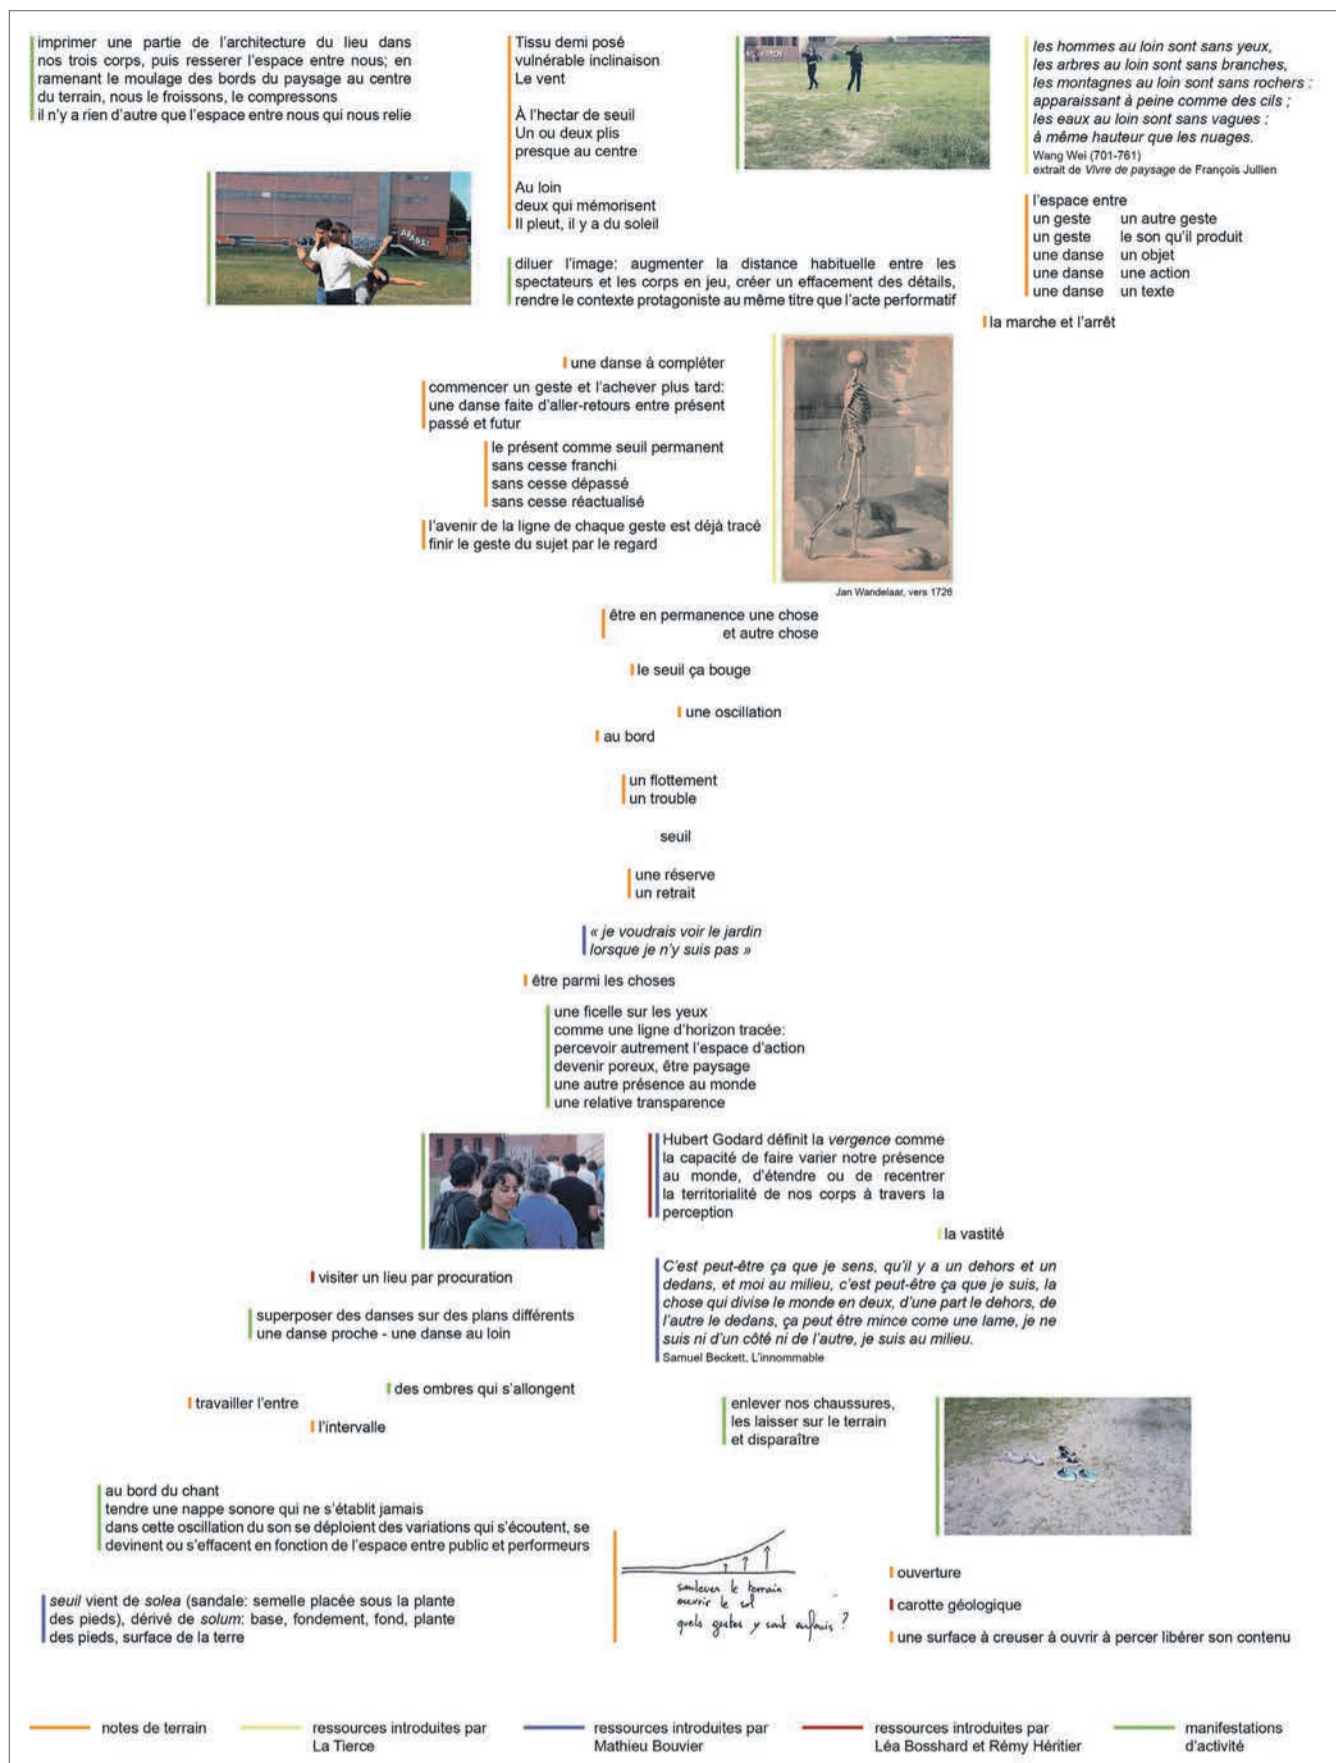 imprimer une partie de l'architecture du lieu dans
nos trois corps, puis resserer l'espace entre nous; en
ramenant le moulage des bords du paysage au centre
du terrain, nous le froissons, le compressons
il n'y a rien d'autre que l'espace entre nous qui nous relie
Tissu demi posé
vulnérable inclinaison
Le vent
À l'hectar de seuil
Un ou deux plis
presque au centre
Au loin
deux qui mémorisent
Il pleut, il y a du soleil
les hommes au loin sont sans yeux,
les arbres au loin sont sans branches,
les montagnes au loin sont sans rochers :
apparaissant à peine comme des cils ;
les eaux au loin sont sans vagues :
à même hauteur que les nuages.
Wang Wei (701-761)
extrait de Vivre de paysage de François Jullien
l'espace entre
un geste un autre geste
un geste le son qu'il produit
une danse un objet
une danse une action
une danse un texte
diluer l'image: augmenter la distance habituelle entre les
spectateurs et les corps en jeu, créer un effacement des détails,
rendre le contexte protagoniste au même titre que l'acte performatif
la marche et l'arrêt
une danse à compléter
commencer un geste et l'achever plus tard:
une danse faite d'aller-retours entre présent
passé et futur
le présent comme seuil permanent
sans cesse franchi
sans cesse dépassé
sans cesse réactualisé
l'avenir de la ligne de chaque geste est déjà tracé
finir le geste du sujet par le regard
Jan Wandelaar, vers 1726
être en permanence une chose
et autre chose
le seuil ça bouge
une oscillation
au bord
un flottement
un trouble
seuil
une réserve
un retrait
« je voudrais voir le jardin
lorsque je n'y suis pas »
être parmi les choses
une ficelle sur les yeux
comme une ligne d'horizon tracée:
percevoir autrement l'espace d'action
devenir poreux, être paysage
une autre présence au monde
une relative transparence
Hubert Godard définit la vergence comme
la capacité de faire varier notre présence
au monde, d'étendre ou de recentrer
la territorialité de nos corps à travers la
perception
la vastité
visiter un lieu par procuration
C'est peut-être ça que je sens, qu'il y a un dehors et un
dedans, et moi au milieu, c'est peut-être ça que je suis, la
chose qui divise le monde en deux, d'une part le dehors, de
l'autre le dedans, ça peut être mince come une lame, je ne
suis ni d'un côté ni de l'autre, je suis au milieu.
Samuel Beckett, L'innommable
superposer des danses sur des plans différents
une danse proche - une danse au loin
des ombres qui s'allongent
travailler l'entre
l'intervalle
enlever nos chaussures,
les laisser sur le terrain
et disparaître
au bord du chant
tendre une nappe sonore qui ne s'établit jamais
dans cette oscillation du son se déploient des variations qui s'écoutent, se
devinent ou s'effacent en fonction de l'espace entre public et performeurs
soulever le terrain
ouvrir le sol
quels gestes y sont enfouis ?
ouverture
carotte géologique
une surface à creuser à ouvrir à percer libérer son contenu
seuil vient de solea (sandale: semelle placée sous la plante
des pieds), dérivé de solum: base, fondement, fond, plante
des pieds, surface de la terre
notes de terrain
ressources introduites par
La Tierce
ressources introduites par
Mathieu Bouvier
ressources introduites par
Léa Bosshard et Rémy Héritier
manifestations
d'activité